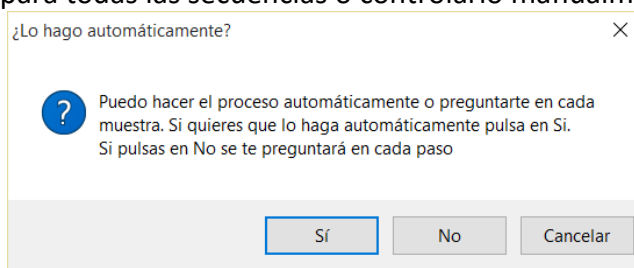 para todas las secuencias o controlarlo
¿Lo hago automáticamente?
Puedo hacer el proceso automáticamente o preguntarte en cada
muestra. Si quieres que lo haga automáticamente pulsa en Si.
Si pulsas en No se te preguntará en cada paso
Sí No Cancelar